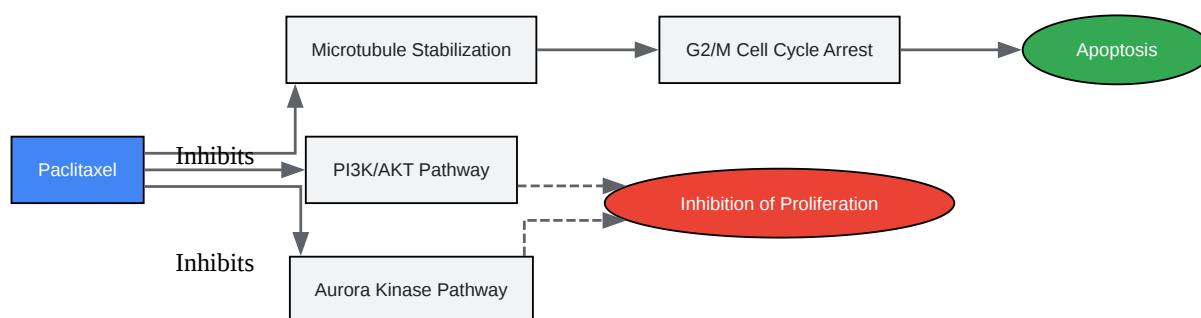 Microtubule Stabilization
G2/M Cell Cycle Arrest
Apoptosis
Paclitaxel
Inhibits
PI3K/AKT Pathway
Inhibition of Proliferation
Inhibits
Aurora Kinase Pathway